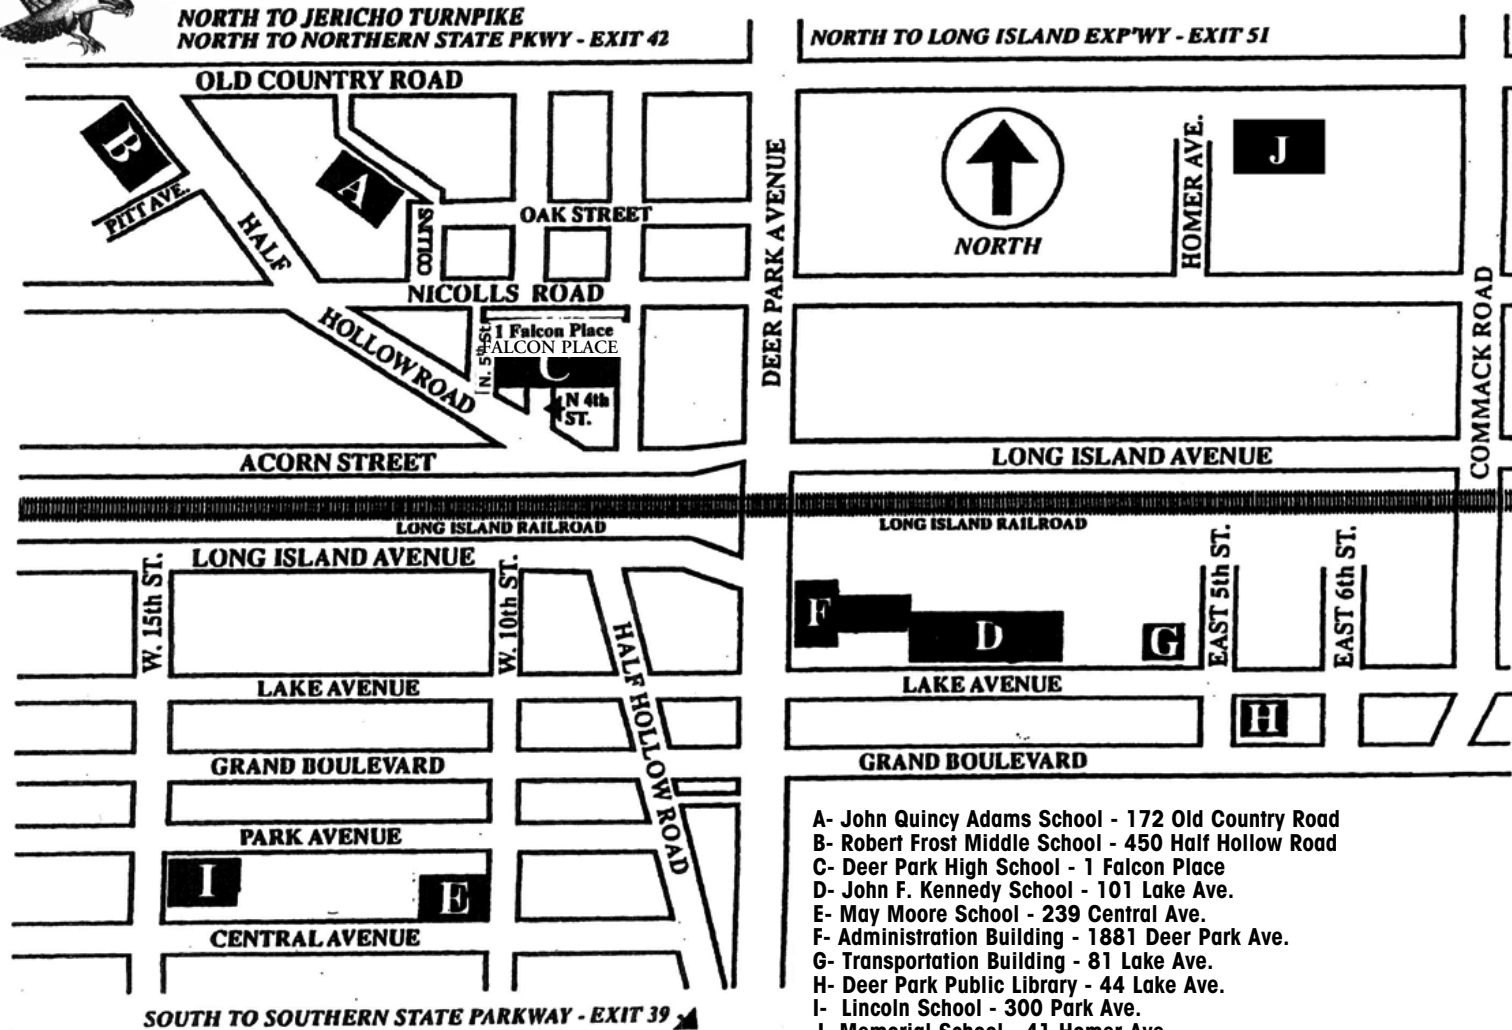 NORTH TO JERICHO TURNPIKE
NORTH TO NORTHERN STATE PKWY - EXIT 42
NORTH TO LONG ISLAND EXP'WY - EXIT 51
OLD COUNTRY ROAD
B
A
J
PITT AVE.
HALF
COLLINS
OAK STREET
DEER PARK AVENUE
NORTH
HOMER AVE.
NICOLLS ROAD
HOLLOW ROAD
N. 5th St.
1 Falcon Place
FALCON PLACE
C
N 4th
ST.
COMMACK ROAD
ACORN STREET
LONG ISLAND AVENUE
LONG ISLAND RAILROAD
LONG ISLAND RAILROAD
LONG ISLAND AVENUE
W. 15th ST.
W. 10th ST.
EAST 5th ST.
EAST 6th ST.
F
D
G
HALF HOLLOW ROAD
LAKE AVENUE
LAKE AVENUE
H
GRAND BOULEVARD
GRAND BOULEVARD
PARK AVENUE
I
E
CENTRAL AVENUE
A- John Quincy Adams School - 172 Old Country Road
B- Robert Frost Middle School - 450 Half Hollow Road
C- Deer Park High School - 1 Falcon Place
D- John F. Kennedy School - 101 Lake Ave.
E- May Moore School - 239 Central Ave.
F- Administration Building - 1881 Deer Park Ave.
G- Transportation Building - 81 Lake Ave.
H- Deer Park Public Library - 44 Lake Ave.
I- Lincoln School - 300 Park Ave.
J- Memorial School - 41 Homer Ave.
SOUTH TO SOUTHERN STATE PARKWAY - EXIT 39